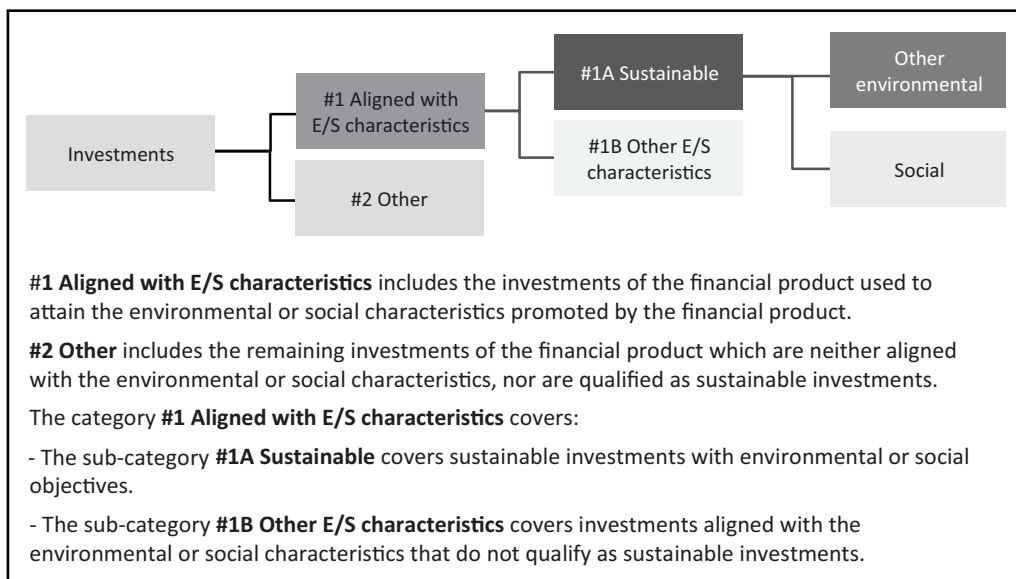 Investments
#1 Aligned with
E/S characteristics
#2 Other
#1A Sustainable
#1B Other E/S
characteristics
Other
environmental
Social
#1 Aligned with E/S characteristics includes the investments of the financial product used to
attain the environmental or social characteristics promoted by the financial product.
#2 Other includes the remaining investments of the financial product which are neither aligned
with the environmental or social characteristics, nor are qualified as sustainable investments.
The category #1 Aligned with E/S characteristics covers:
- The sub-category #1A Sustainable covers sustainable investments with environmental or social
objectives.
- The sub-category #1B Other E/S characteristics covers investments aligned with the
environmental or social characteristics that do not qualify as sustainable investments.